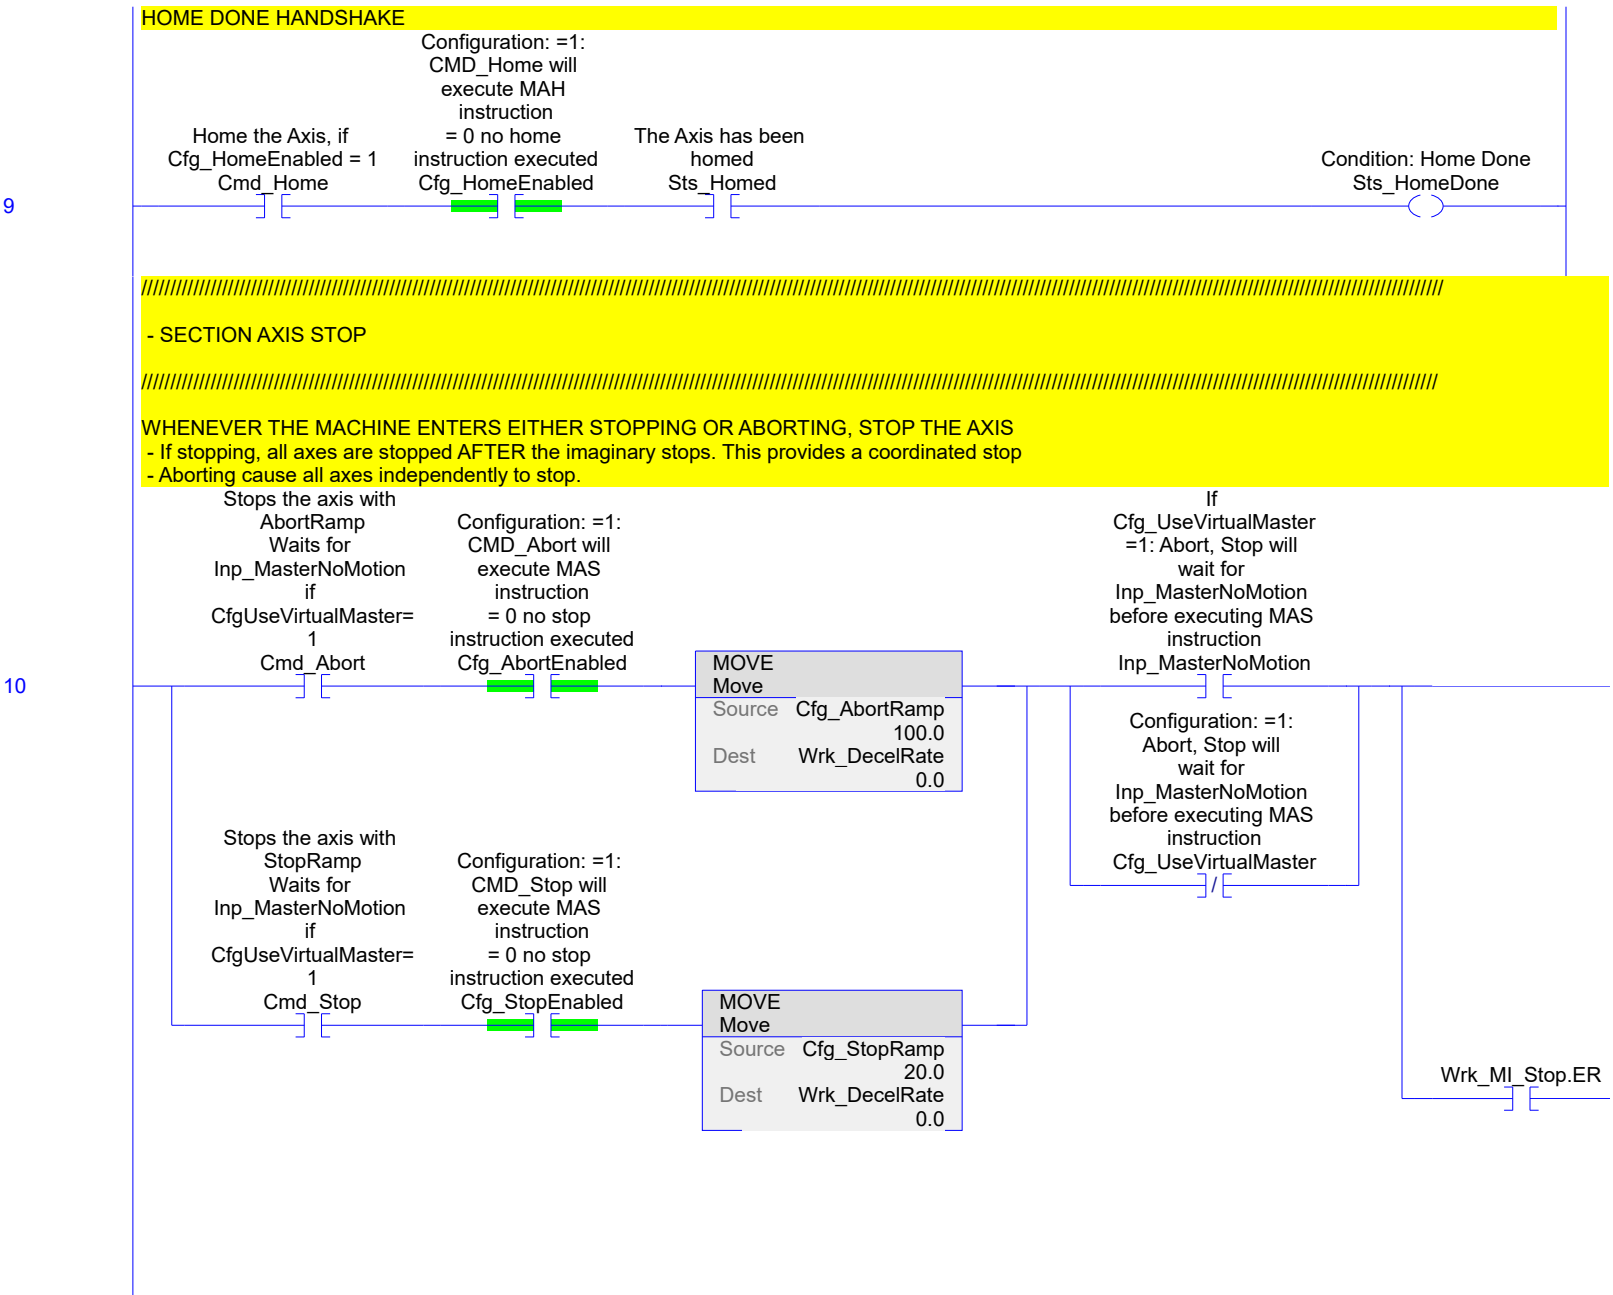 HOME DONE HANDSHAKE
Configuration: =1:
CMD_Home will
execute MAH
instruction
= 0 no home
instruction executed
Cfg_HomeEnabled
Home the Axis, if
Cfg_HomeEnabled = 1
Cmd_Home
The Axis has been
homed
Sts_Homed
Condition: Home Done
Sts_HomeDone
9
- SECTION AXIS STOP
WHENEVER THE MACHINE ENTERS EITHER STOPPING OR ABORTING, STOP THE AXIS
- If stopping, all axes are stopped AFTER the imaginary stops. This provides a coordinated stop
- Aborting cause all axes independently to stop.
Stops the axis with
AbortRamp
Waits for
Inp_MasterNoMotion
if
CfgUseVirtualMaster=
1
Cmd_Abort
Configuration: =1:
CMD_Abort will
execute MAS
instruction
= 0 no stop
instruction executed
Cfg_AbortEnabled
MOVE
Move
Source Cfg_AbortRamp
100.0
Dest Wrk_DecelRate
0.0
If
Cfg_UseVirtualMaster
=1: Abort, Stop will
wait for
Inp_MasterNoMotion
before executing MAS
instruction
Inp_MasterNoMotion
10
Configuration: =1:
Abort, Stop will
wait for
Inp_MasterNoMotion
before executing MAS
instruction
Cfg_UseVirtualMaster
/
Stops the axis with
StopRamp
Waits for
Inp_MasterNoMotion
if
CfgUseVirtualMaster=
1
Cmd_Stop
Configuration: =1:
CMD_Stop will
execute MAS
instruction
= 0 no stop
instruction executed
Cfg_StopEnabled
MOVE
Move
Source Cfg_StopRamp
20.0
Dest Wrk_DecelRate
0.0
Wrk_MI_Stop.ER